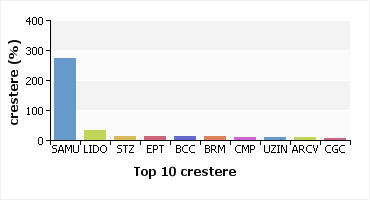 crestere (%)
400
300
200
100
0
SAMU LIDO STZ EPT BCC BRM CMP UZIN ARCV CGC
Top 10 crestere